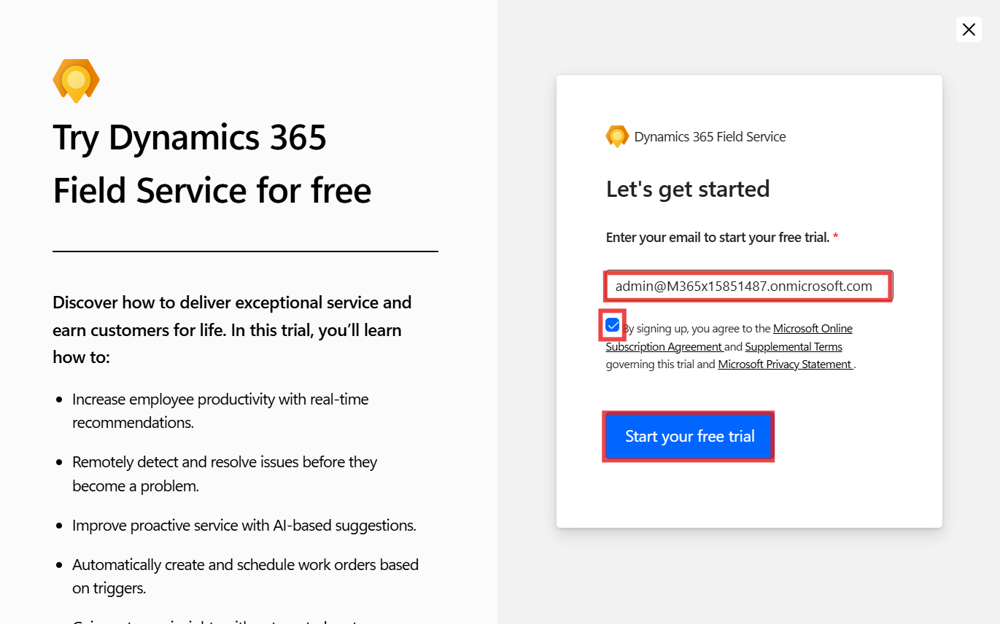 Try Dynamics 365
Field Service for free
Discover how to deliver exceptional service and
earn customers for life. In this trial, you’ll learn
how to:
Increase employee productivity with real-time
recommendations.
Remotely detect and resolve issues before they
become a problem.
Improve proactive service with AI-based suggestions.
Automatically create and schedule work orders based
on triggers.
Dynamics 365 Field Service
Let's get started
Enter your email to start your free trial. *
admin@M365x15851487.onmicrosoft.com
By signing up, you agree to the Microsoft Online
Subscription Agreement and Supplemental Terms
governing this trial and Microsoft Privacy Statement .
Start your free trial